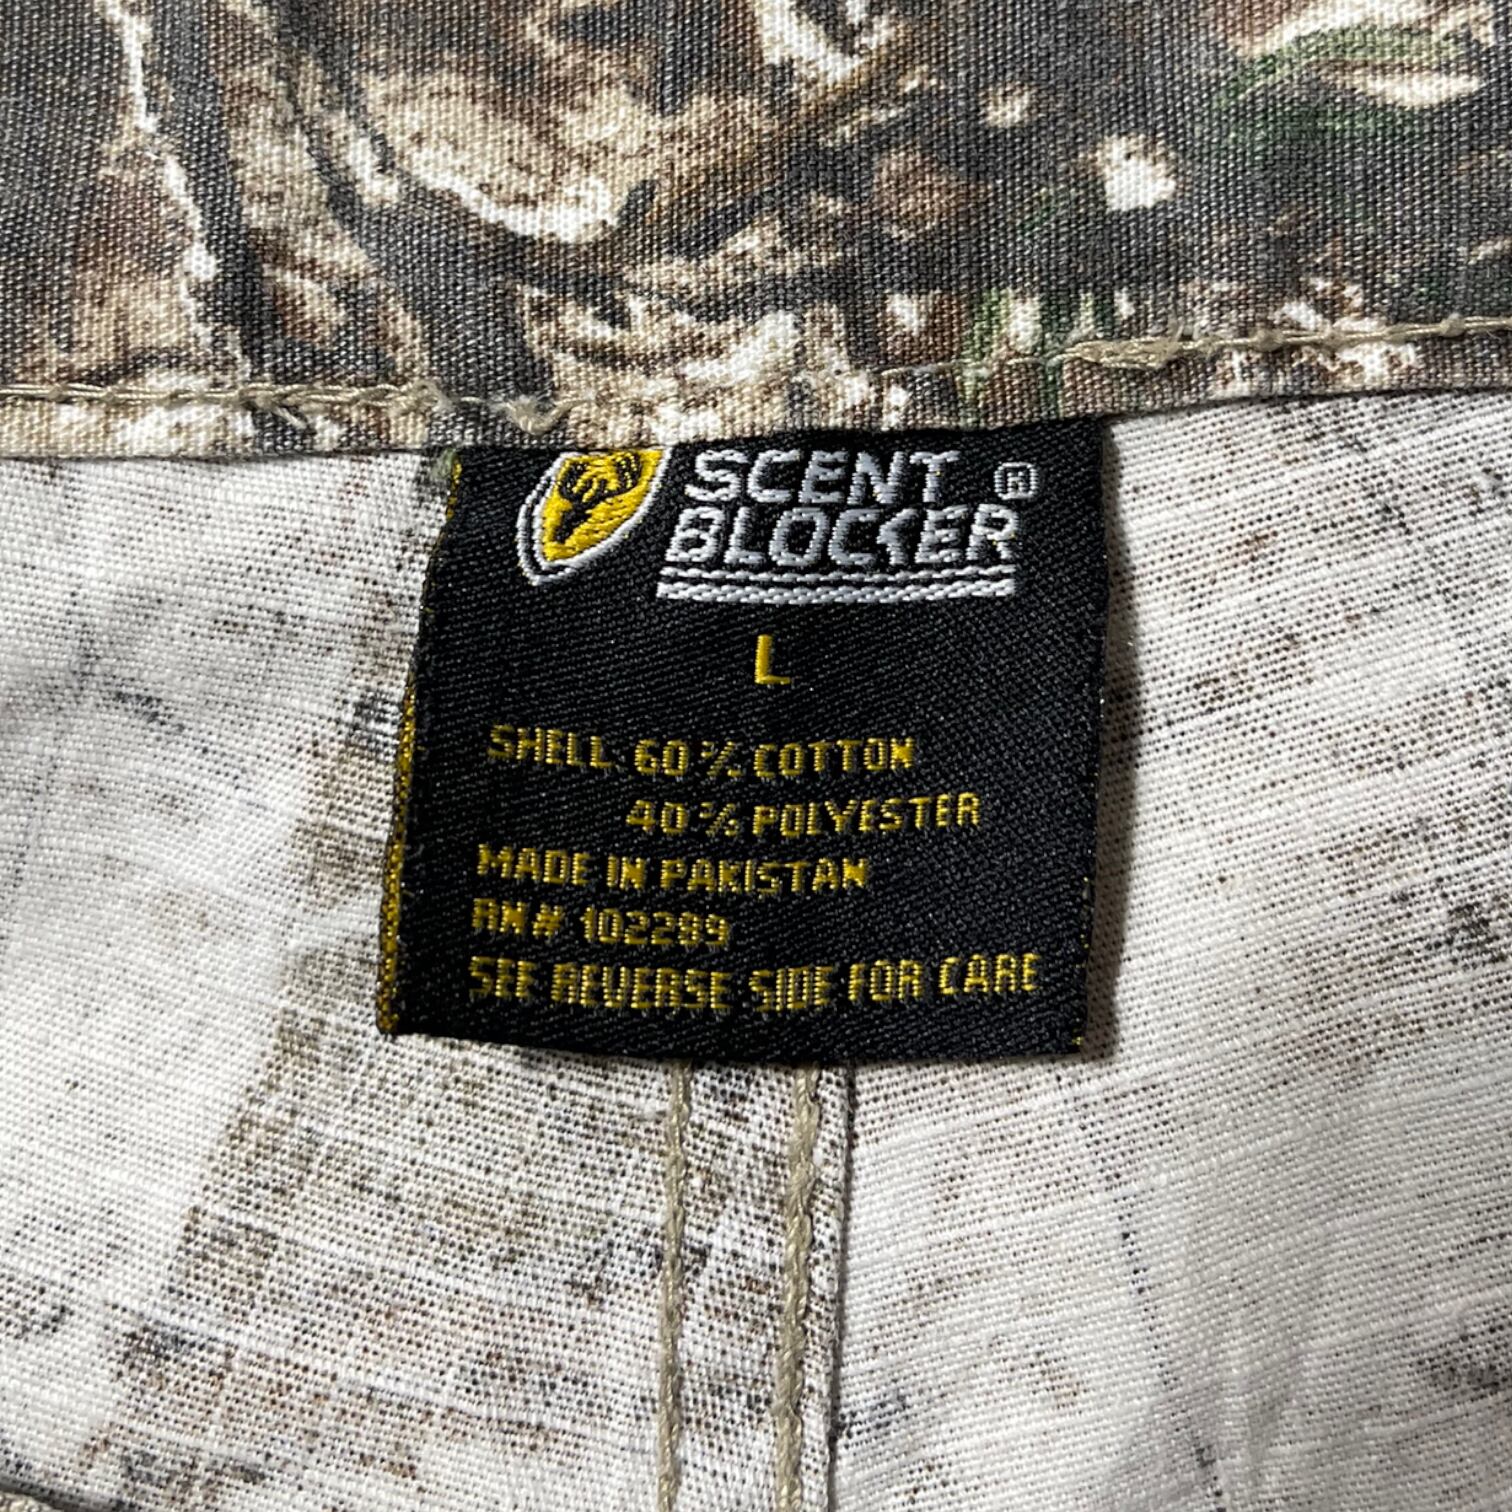 SCENT ®
BLOCKER
L
SHELL 60% COTTON
40% POLYESTER
MADE IN PAKISTAN
RN# 102289
SEE REVERSE SIDE FOR CARE